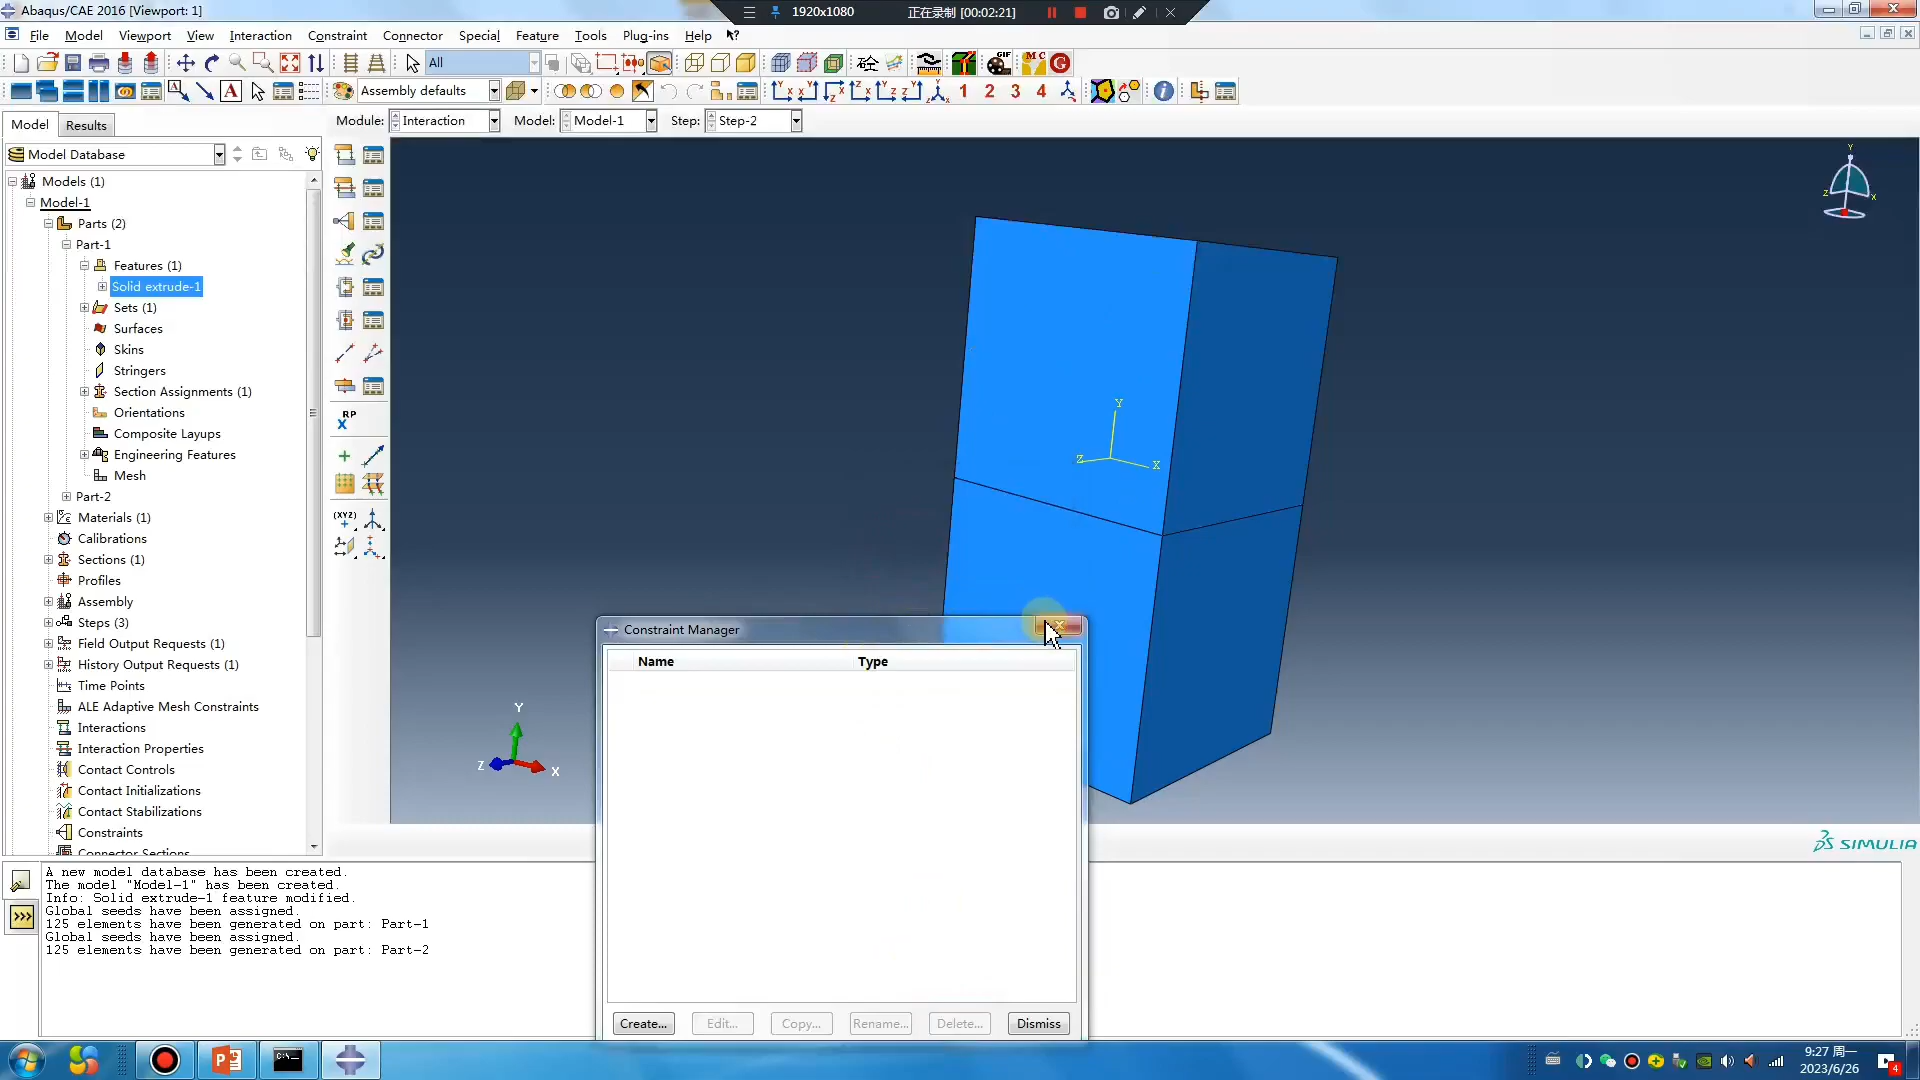 Abaqus/CAE 2016 [Viewport: 1]
1920x1080
正在录制 [00:02:21]
File
Model
Viewport
View
Interaction
Constraint
Connector
Special
Feature
Tools
Plug-ins
Help
All
GIF
M C
G
Assembly defaults
1
2
3
4
Model
Results
Module:
Interaction
Model:
Model-1
Step:
Step-2
Model Database
Models (1)
Model-1
Parts (2)
Part-1
Features (1)
Solid extrude-1
Sets (1)
Surfaces
Skins
Stringers
Section Assignments (1)
Orientations
Composite Layups
Engineering Features
Mesh
Part-2
Materials (1)
Calibrations
Sections (1)
Profiles
Assembly
Steps (3)
Field Output Requests (1)
History Output Requests (1)
Time Points
ALE Adaptive Mesh Constraints
Interactions
Interaction Properties
Contact Controls
Contact Initializations
Contact Stabilizations
Constraints
Connector Sections
RP
(XYZ)
Y
Z
X
Y
Z
X
Y
Z
X
Constraint Manager
Name
Type
Create...
Edit...
Copy...
Rename...
Delete...
Dismiss
SIMULIA
A new model database has been created.
The model "Model-1" has been created.
Info: Solid extrude-1 feature modified.
Global seeds have been assigned.
125 elements have been generated on part: Part-1
Global seeds have been assigned.
125 elements have been generated on part: Part-2
9:27 周一
2023/6/26
4